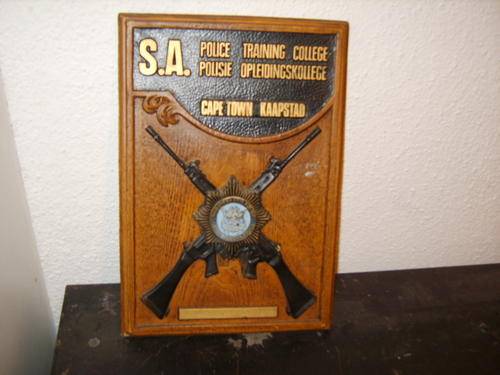 S.A. POLICE TRAINING COLLEGE
POLISIE OPLEIDINGSKOLLEGE
CAPE TOWN KAAPSTAD